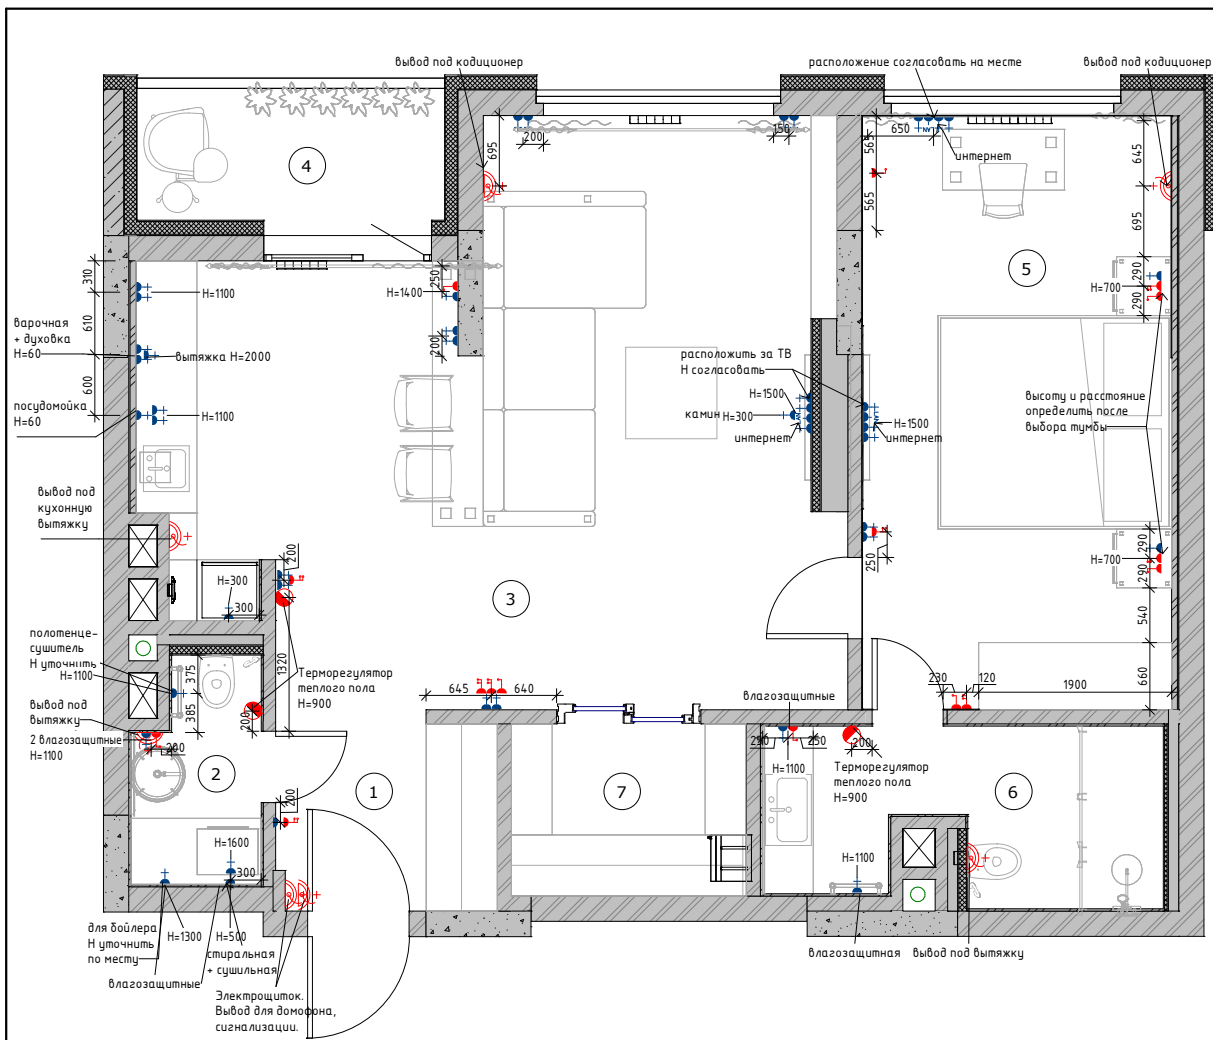 вывод под кодиционер
расположение согласовать на месте
вывод под кодиционер
4
695
200
150
565
650
интернет
645
565
695
5
310
H=1100
250
H=1400
290
H=700
290
варочная
+ духовка
H=60
610
вытяжка H=2000
200
600
расположить за ТВ
H согласовать
H=1500
камин
H=300
интернет
H=1500
интернет
высоту и расстояние
определить после
выбора тумбы
посудомойка
H=60
H=1100
вывод под
кухонную
вытяжку
200
250
290
H=700
290
H=300
300
3
540
полотенце-
сушитель
H уточнить
H=1100
375
1320
Терморегулятор
теплого пола
H=900
385
200
645
640
влагозащитные
230
120
1900
660
вывод под
вытяжку
2 влагозащитные
H=1100
200
2
290
250
H=1100
200
Терморегулятор
теплого пола
H=900
1
200
7
6
H=1600
300
H=1100
для бойлера
H уточнить
по месту
H=1300
H=500
стиральная
+ сушильная
влагозащитные
влагозащитная
вывод под вытяжку
Электрощиток.
Вывод для домофона,
сигнализации.